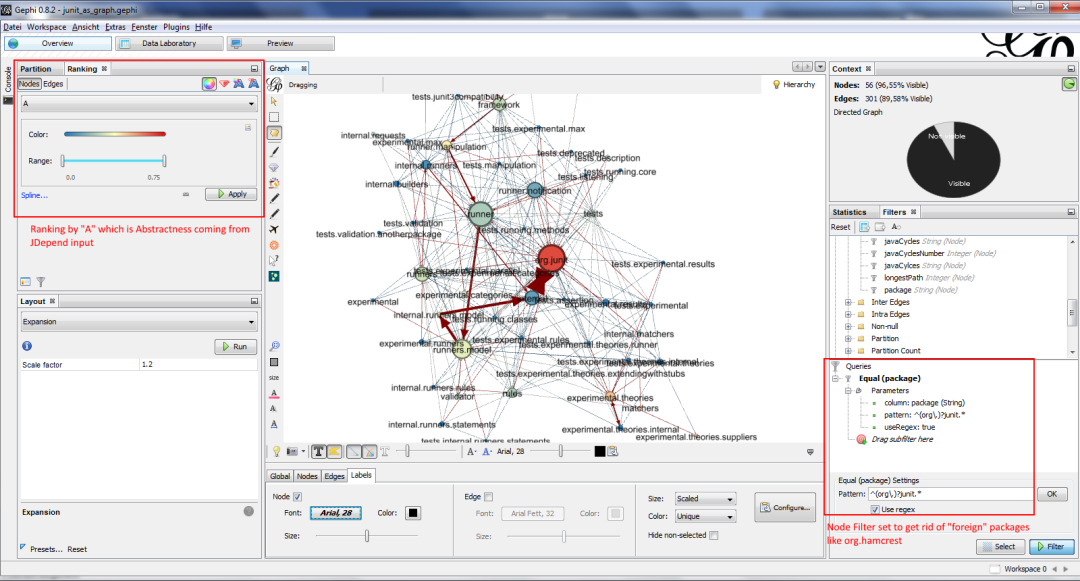 Gephi 0.8.2 - junit_as_graph.gephi
Datei Workspace Ansicht Extras Fenster Plugins Hilfe
Overview
Data Laboratory
Preview
Console
Partition
Ranking
Nodes Edges
A
Color:
Range:
0.0 0.75
Spline...
Apply
Ranking by "A" which is Abstractness coming from
JDepend input
Layout
Expansion
Run
Scale factor 1.2
Expansion
Presets... Reset
Graph
Dragging
Hierarchy
tests.junit3compatibility
framework
tests.experimental.max
internal.requests
experimental.max
runner.manipulation
tests.deprecated
tests.description
internal.runners
tests.manipulation
tests.running.core
tests.listening
internal.builders
runner.notification
runner
tests
tests.validation
tests.running.methods
tests.validation.anotherpackage
org.junit
tests.experimental.results
runners
experimental
experimental.categories
tests.assertion
tests.experimental
internal.runners.model
tests.running.classes
internal.matchers
experimental.runners
tests.experimental.rules
tests.experimental.theories.runner
runners.model
tests.experimental.theories.extendingwithstubs
internal.runners.rules
validator
rules
experimental.theories
matchers
internal.runners.statements
experimental.theories.internal
experimental.theories.suppliers
tests.internal.runners.statements
SIZE
A
A
A
T
A
A
Arial, 28
Global Nodes Edges Labels
Node
Font: Arial, 28 Color:
Size:
Edge
Font: Arial Fett, 32 Color:
Size:
Size: Scaled
Color: Unique
Hide non-selected
Configure...
Context
Nodes: 56 (96,55% Visible)
Edges: 301 (89,58% Visible)
Directed Graph
Not visible
Visible
Statistics
Filters
Reset
javaCycles String (Node)
javaCyclesNumber Integer (Node)
javaCylces String (Node)
longestPath Integer (Node)
package String (Node)
Inter Edges
Intra Edges
Non-null
Partition
Partition Count
Queries
Equal (package)
Parameters
column: package (String)
pattern: ^(org\.)?junit.*
useRegex: true
Drag subfilter here
Equal (package) Settings
Pattern: ^(org\.)?junit.* OK
Use regex
Node Filter set to get rid of "foreign" packages
like org.hamcrest
Select
Filter
Workspace 0